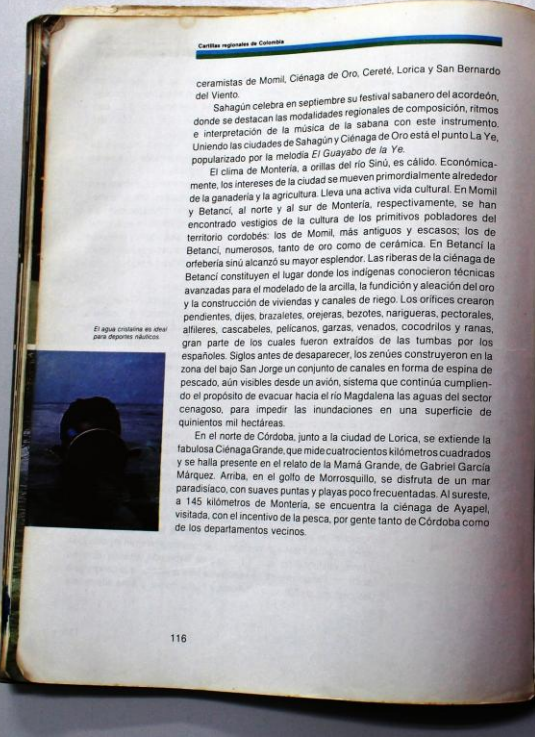 Cartillas regionales de Colombia
ceramistas de Momil, Ciénaga de Oro, Cereté, Lorica y San Bernardo
del Viento.
Sahagún celebra en septiembre su festival sabanero del acordeón,
donde se destacan las modalidades regionales de composición, ritmos
e interpretación de la música de la sabana con este instrumento.
Uniendo las ciudades de Sahagún y Ciénaga de Oro está el punto La Ye,
popularizado por la melodía El Guayabo de la Ye.
El clima de Montería, a orillas del río Sinú, es cálido. Económica-
mente, los intereses de la ciudad se mueven primordialmente alrededor
de la ganadería y la agricultura. Lleva una activa vida cultural. En Momil
y Betancí, al norte y al sur de Montería, respectivamente, se han
encontrado vestigios de la cultura de los primitivos pobladores del
territorio cordobés: los de Momil, más antiguos y escasos; los de
Betancí, numerosos, tanto de oro como de cerámica. En Betancí la
orfebrería sinú alcanzó su mayor esplendor. Las riberas de la ciénaga de
Betancí constituyen el lugar donde los indígenas conocieron técnicas
avanzadas para el modelado de la arcilla, la fundición y aleación del oro
y la construcción de viviendas y canales de riego. Los orífices crearon
pendientes, dijes, brazaletes, orejeras, bezotes, narigueras, pectorales,
alfileres, cascabeles, pelícanos, garzas, venados, cocodrilos y ranas,
gran parte de los cuales fueron extraídos de las tumbas por los
españoles. Siglos antes de desaparecer, los zenúes construyeron en la
zona del bajo San Jorge un conjunto de canales en forma de espina de
pescado, aún visibles desde un avión, sistema que continúa cumplien-
do el propósito de evacuar hacia el río Magdalena las aguas del sector
cenagoso, para impedir las inundaciones en una superficie de
quinientos mil hectáreas.
En el norte de Córdoba, junto a la ciudad de Lorica, se extiende la
fabulosa Ciénaga Grande, que mide cuatrocientos kilómetros cuadrados
y se halla presente en el relato de la Mamá Grande, de Gabriel García
Márquez. Arriba, en el golfo de Morrosquillo, se disfruta de un mar
paradisíaco, con suaves puntas y playas poco frecuentadas. Al sureste,
a 145 kilómetros de Montería, se encuentra la ciénaga de Ayapel,
visitada, con el incentivo de la pesca, por gente tanto de Córdoba como
de los departamentos vecinos.
El agua cristalina es ideal
para deportes náuticos.
116